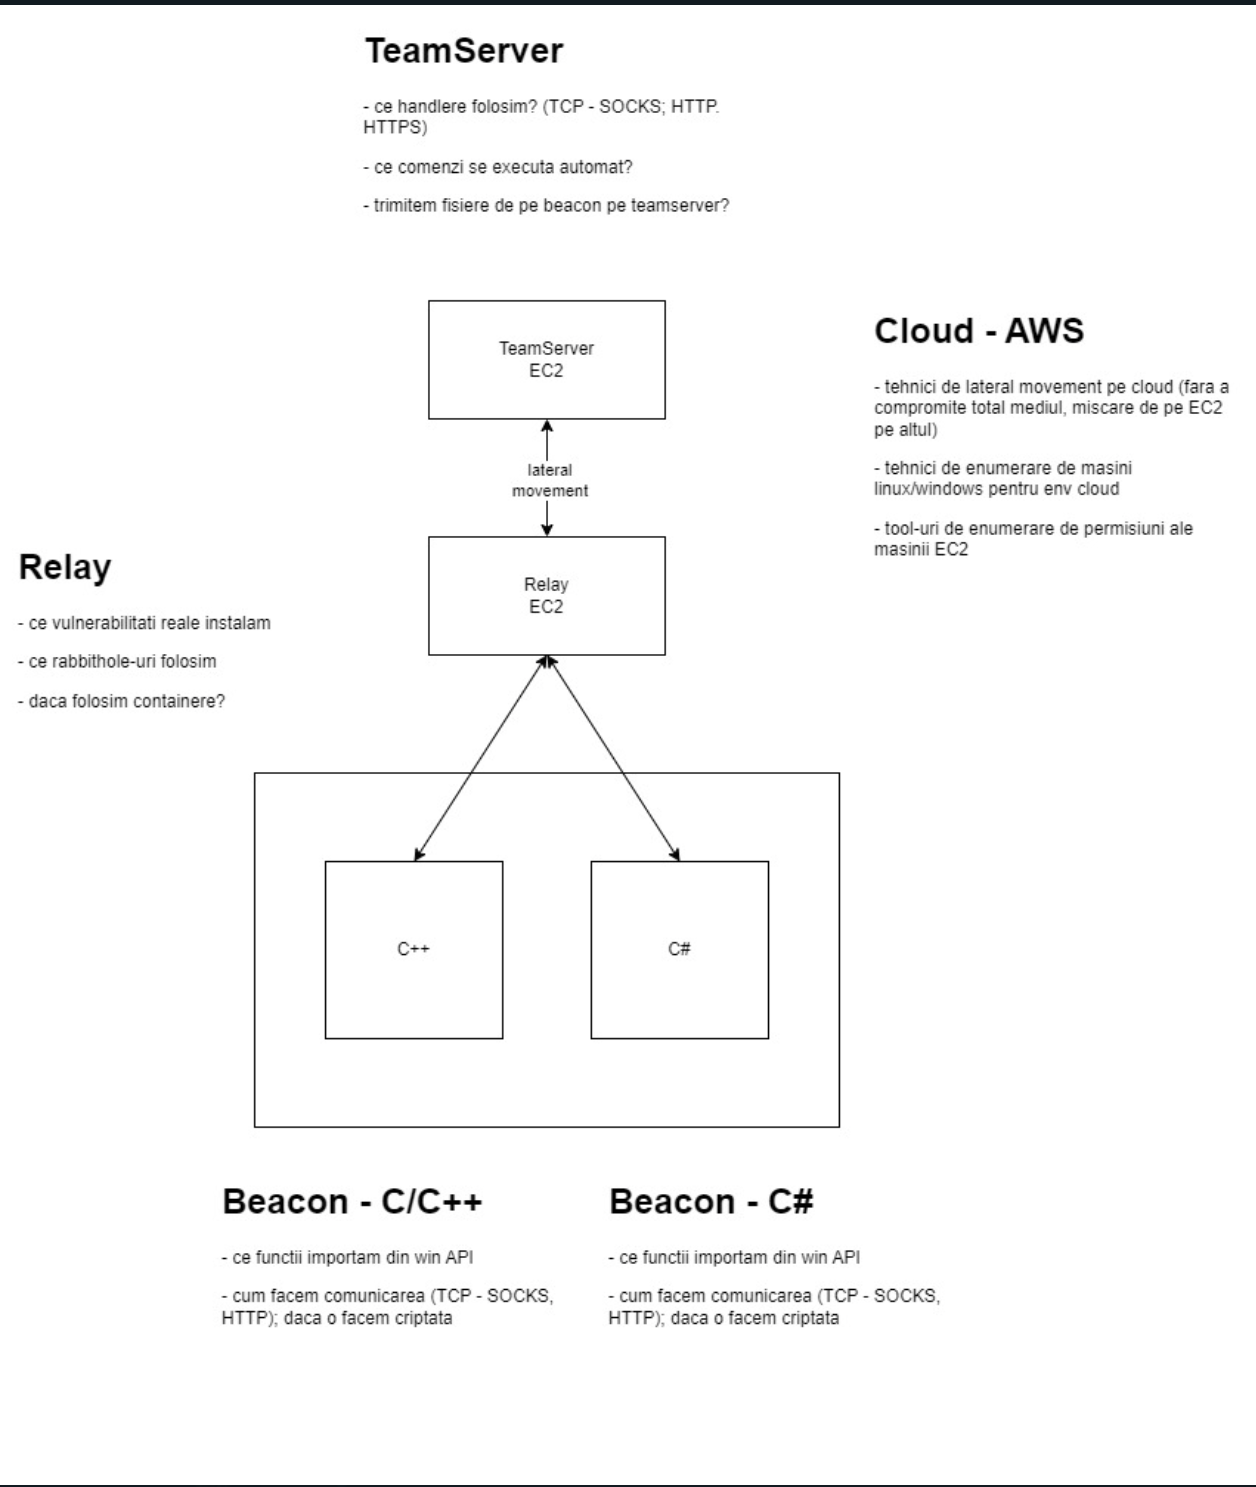 TeamServer
- ce handlere folosim? (TCP - SOCKS; HTTP.
HTTPS)
- ce comenzi se executa automat?
- trimitem fisiere de pe beacon pe teamserver?
TeamServer
EC2
lateral
movement
Relay
EC2
Cloud - AWS
- tehnici de lateral movement pe cloud (fara a
compromite total mediul, miscare de pe EC2
pe altul)
- tehnici de enumerare de masini
linux/windows pentru env cloud
- tool-uri de enumerare de permisiuni ale
masinii EC2
Relay
- ce vulnerabilitati reale instalam
- ce rabbithole-uri folosim
- daca folosim containere?
C++
C#
Beacon - C/C++
- ce functii importam din win API
- cum facem comunicarea (TCP - SOCKS,
HTTP); daca o facem criptata
Beacon - C#
- ce functii importam din win API
- cum facem comunicarea (TCP - SOCKS,
HTTP); daca o facem criptata